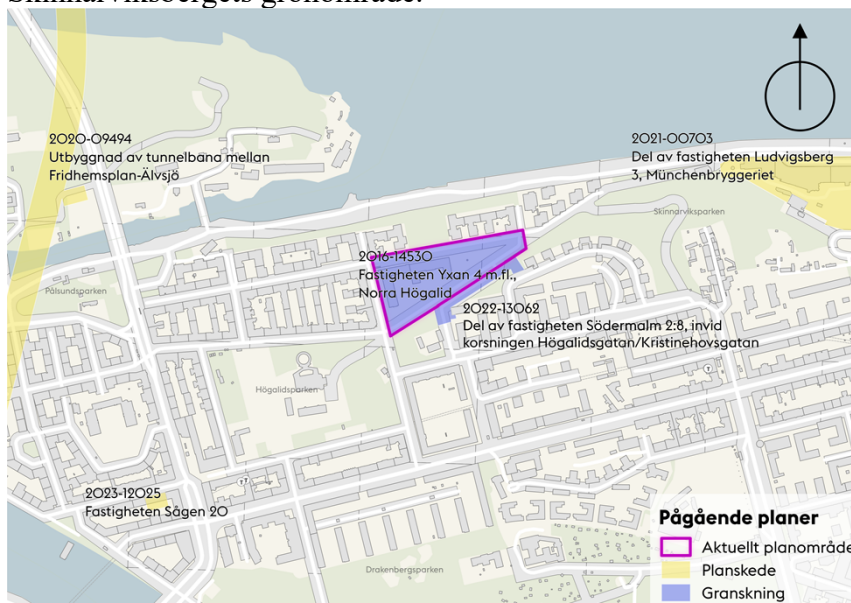 Skinnarviksbergets grönområde.
2020-09494
Utbyggnad av tunnelbana mellan
Fridhemsplan-Älvsjö
2021-00703
Del av fastigheten Ludvigsberg
3, Münchenbryggeriet
Skinnarviksparken
2016-14530
Fastigheten Yxan 4 m.fl.,
Norra Högalid
Pålsundsparken
2022-13062
Del av fastigheten Södermalm 2:8, invid
korsningen Högalidsgatan/Kristinehovsgatan
Högalidsparken
2023-12025
Fastigheten Sågen 20
Drakenbergsparken
Pågående planer
Aktuellt planområde
Planskede
Granskning